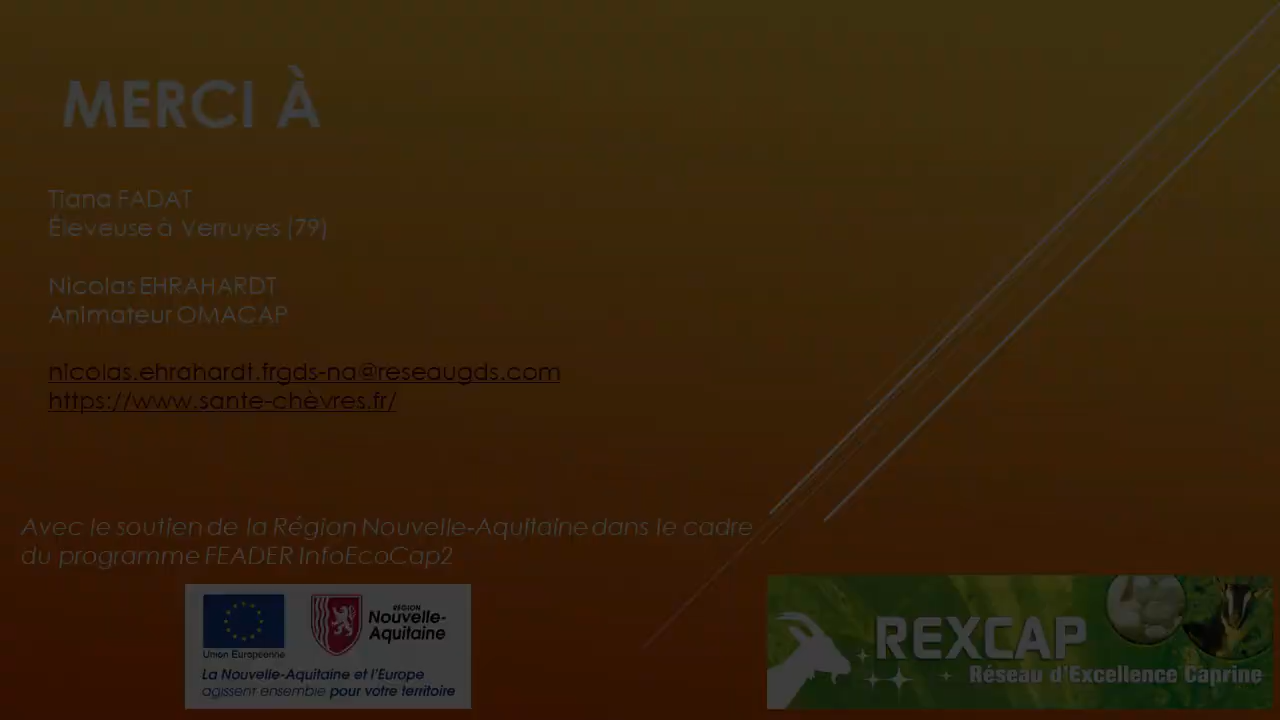 MERCI À
Tiana FADAT
Éleveuse à Verruyes (79)
Nicolas EHRAHARDT
Animateur OMACAP
nicolas.ehrahardt.frgds-na@reseaugds.com
https://www.sante-chèvres.fr/
Avec le soutien de la Région Nouvelle-Aquitaine dans le cadre
du programme FEADER InfoEcoCap2
Union Européenne
RÉGION
Nouvelle-
Aquitaine
La Nouvelle-Aquitaine et l'Europe
agissent ensemble pour votre territoire
REXCAP
Réseau d'Excellence Caprine